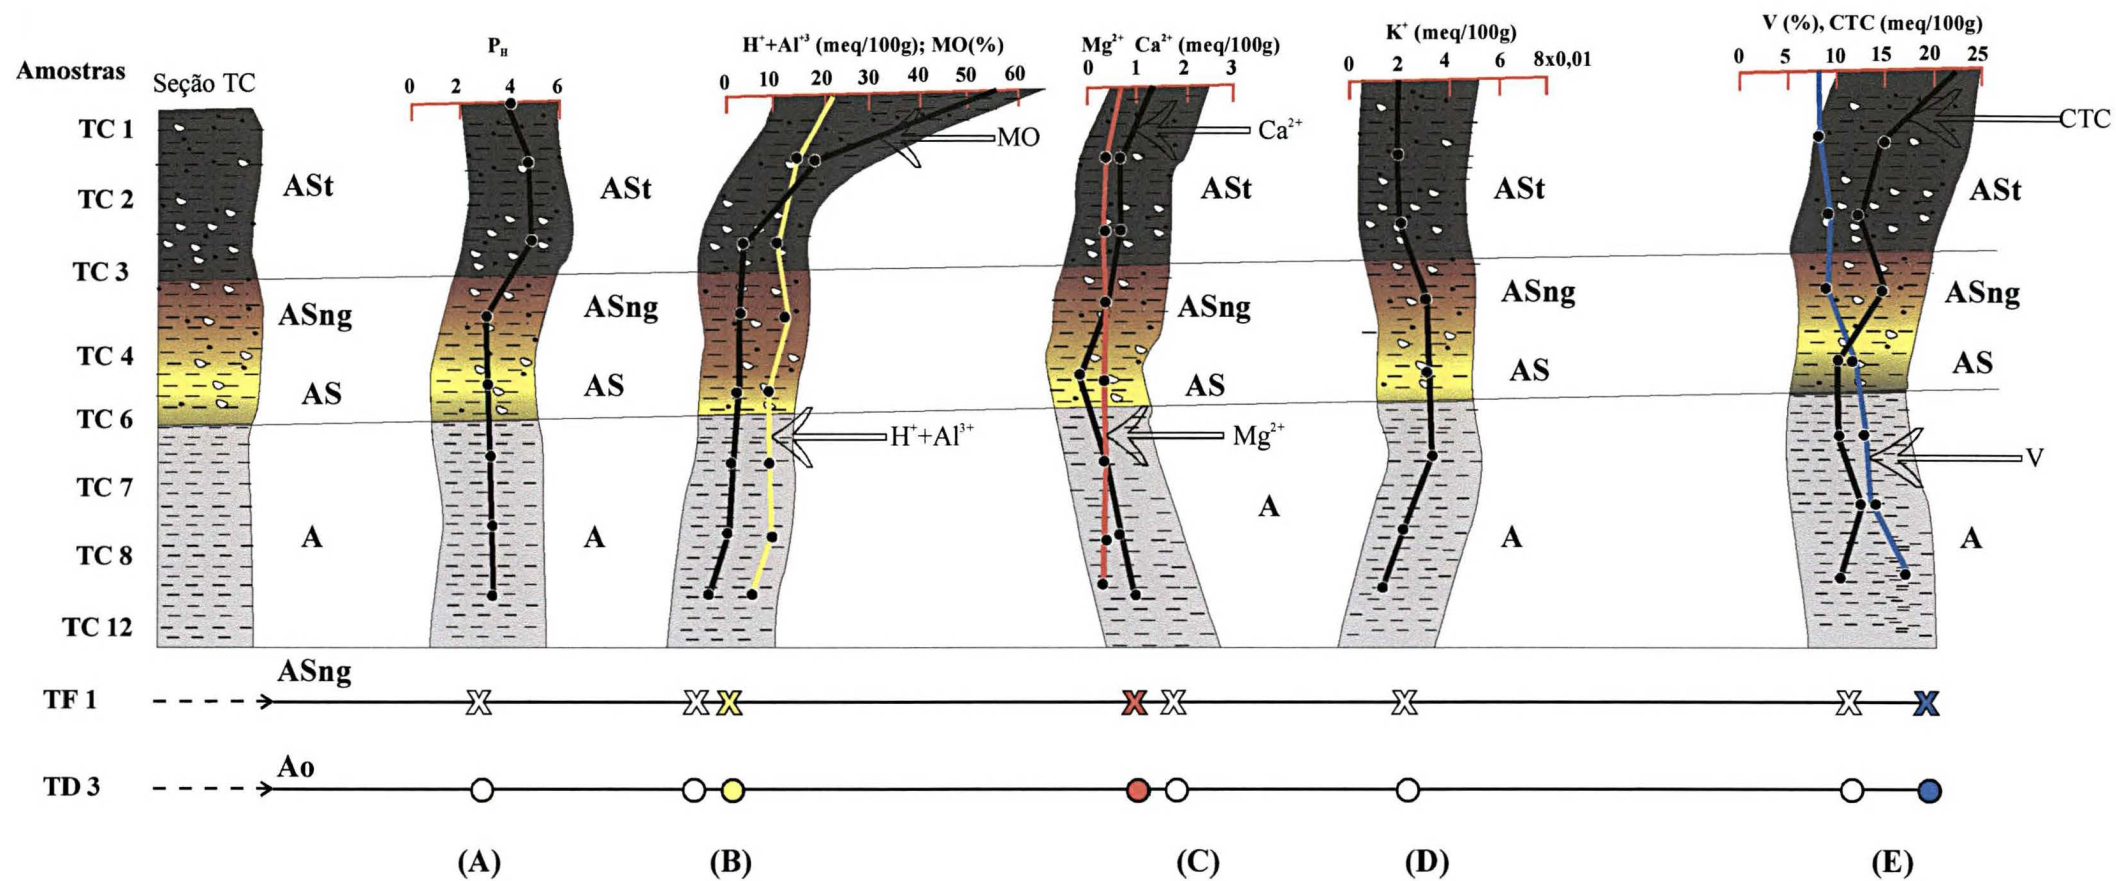 P_H
H⁺+Al⁺³ (meq/100g); MO(%)
Mg²⁺ Ca²⁺ (meq/100g)
K⁺ (meq/100g)
V (%), CTC (meq/100g)
Amostras
Seção TC
0 2 4 6
0 10 20 30 40 50 60
0 1 2 3
0 2 4 6 8x0,01
0 5 10 15 20 25
TC 1
MO
Ca²⁺
CTC
TC 2
ASt
ASt
ASt
ASt
ASt
TC 3
ASng
ASng
ASng
ASng
ASng
TC 4
AS
AS
AS
AS
AS
TC 6
H⁺+Al³⁺
Mg²⁺
V
TC 7
A
A
A
A
A
TC 8
TC 12
ASng
TF 1
X X X X X X X X
Ao
TD 3
(A) (B) (C) (D) (E)